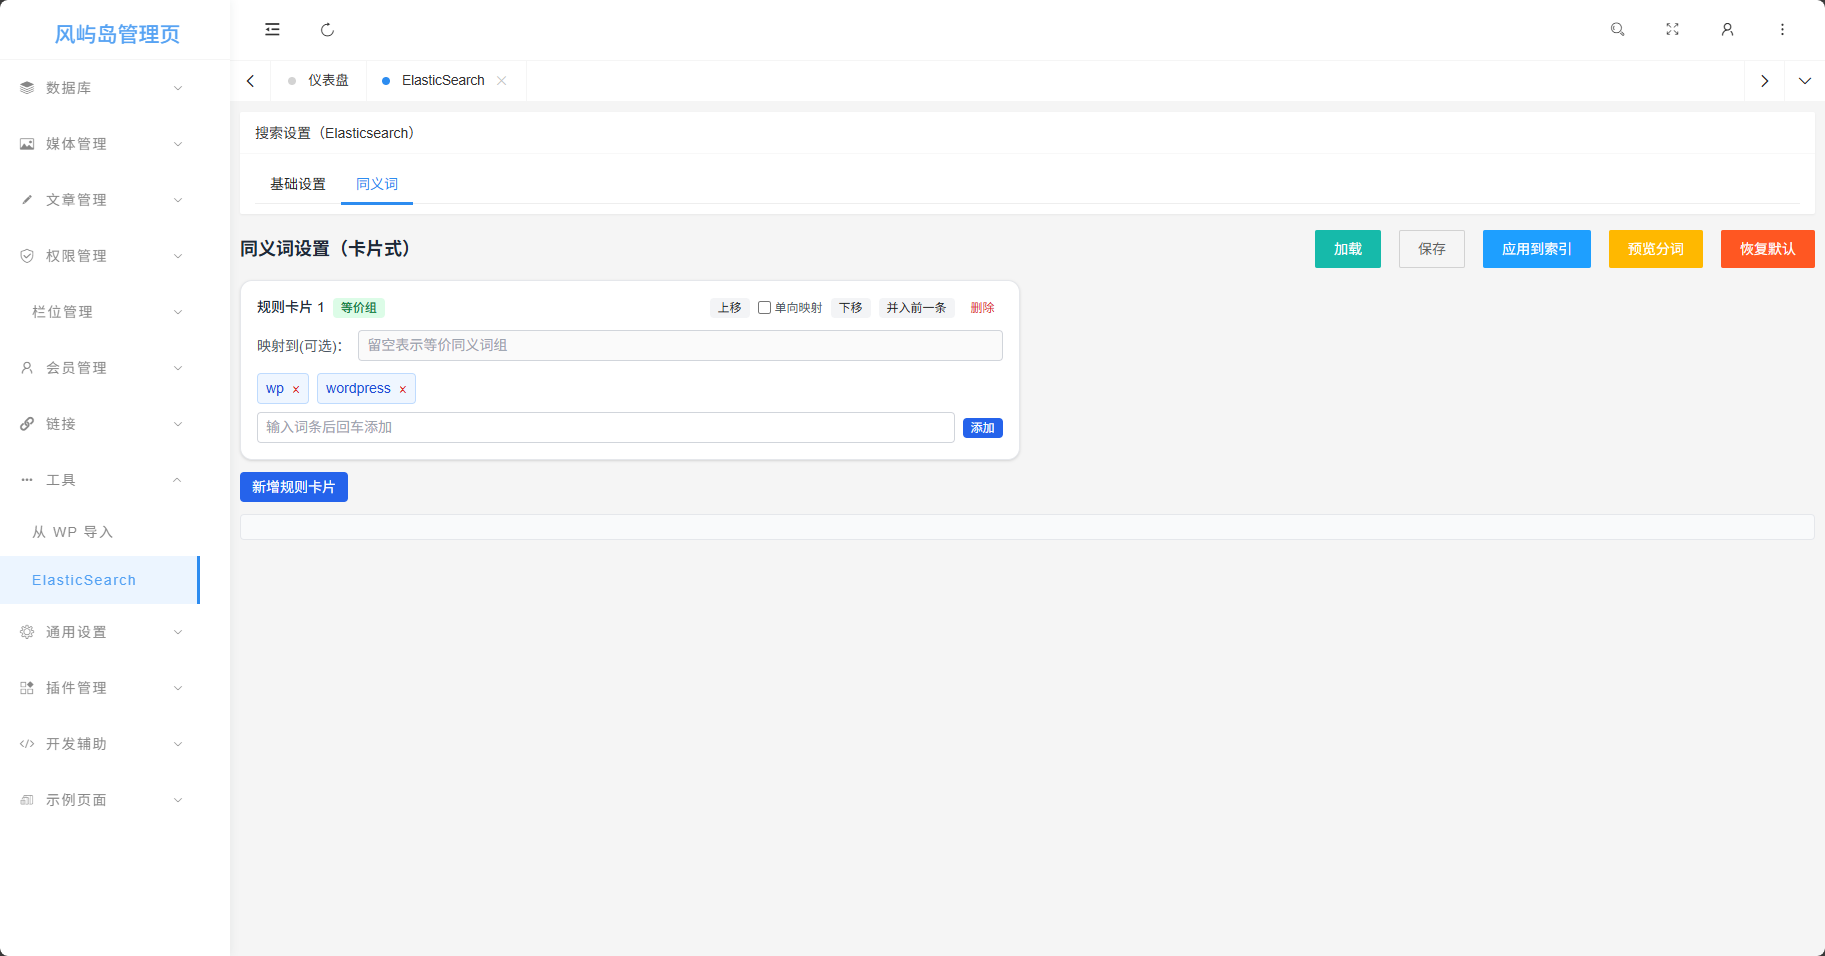 风屿岛管理页
数据库
媒体管理
文章管理
权限管理
栏位管理
会员管理
链接
工具
从 WP 导入
ElasticSearch
通用设置
插件管理
开发辅助
示例页面
仪表盘
ElasticSearch
搜索设置（Elasticsearch）
基础设置 同义词
同义词设置（卡片式）
加载 保存 应用到索引 预览分词 恢复默认
规则卡片 1 等价组 上移 单向映射 下移 并入前一条 删除
映射到(可选)： 留空表示等价同义词组
wp x wordpress x
输入词条后回车添加 添加
新增规则卡片